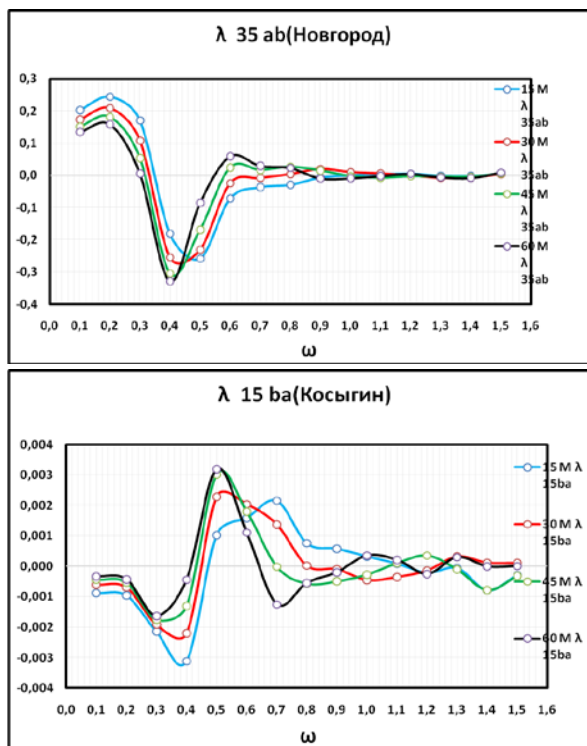 λ 35 ab(Новгород)
0,3
0,2
0,1
0,0
-0,1
-0,2
-0,3
-0,4
0,0 0,1 0,2 0,3 0,4 0,5 0,6 0,7 0,8 0,9 1,0 1,1 1,2 1,3 1,4 1,5 1,6
ω
15 M
λ
35ab
30 M
λ
35ab
45 M
λ
35ab
60 M
λ
35ab
λ 15 ba(Косыгин)
0,004
0,003
0,002
0,001
0,000
-0,001
-0,002
-0,003
-0,004
0,0 0,1 0,2 0,3 0,4 0,5 0,6 0,7 0,8 0,9 1,0 1,1 1,2 1,3 1,4 1,5 1,6
ω
15 M λ
15ba
30 M λ
15ba
45 M λ
15ba
60 M λ
15ba